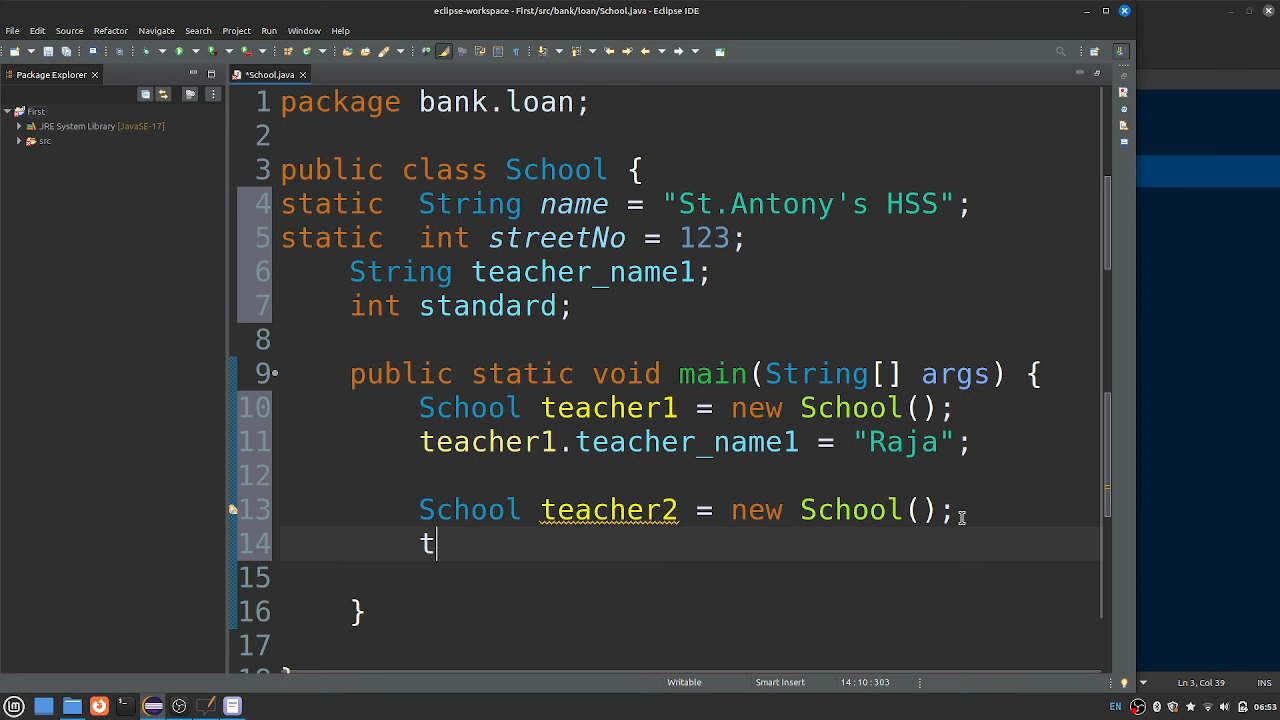 eclipse-workspace - First/src/bank/loan/School.java - Eclipse IDE
File Edit Source Refactor Navigate Search Project Run Window Help
Package Explorer
*School.java
First
JRE System Library [JavaSE-17]
src
1 package bank.loan;
2
3 public class School {
4 static  String name = "St.Antony's HSS";
5 static  int streetNo = 123;
6     String teacher_name1;
7     int standard;
8
9     public static void main(String[] args) {
10         School teacher1 = new School();
11         teacher1.teacher_name1 = "Raja";
12
13         School teacher2 = new School();
14         t
15
16     }
17
18 }
Writable Smart Insert 14 : 10 : 303
Ln 3, Col 39 INS
EN 06:53